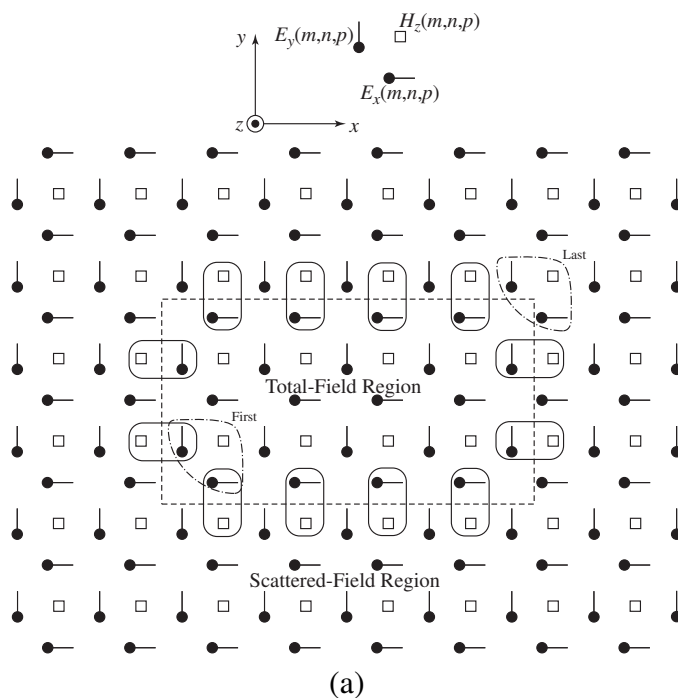 E_y(m,n,p)
H_z(m,n,p)
E_x(m,n,p)
y
z
x
Last
Total-Field Region
First
Scattered-Field Region
(a)